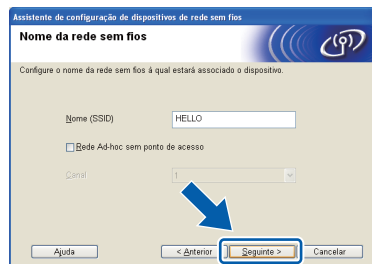 Assistente de configuração de dispositivos de rede sem fios
Nome da rede sem fios
Configure o nome da rede sem fios á qual estará associado o dispositivo.
Nome (SSID) HELLO
Rede Ad-hoc sem ponto de acesso
Canal 1
Ajuda < Anterior Seguinte > Cancelar